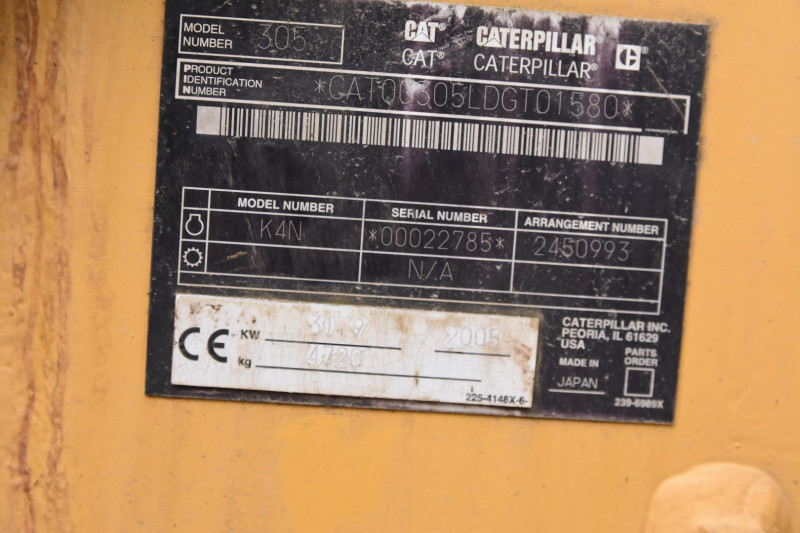 MODEL NUMBER 305
CAT® CATERPILLAR® C®
CAT® CATERPILLAR®
PRODUCT IDENTIFICATION NUMBER *CAT00305LDGT01580*
MODEL NUMBER SERIAL NUMBER ARRANGEMENT NUMBER
K4N *00022785* 2450993
N/A
CE KW 30.9 2005
kg 4720
225-4148X-6-
CATERPILLAR INC.
PEORIA, IL 61629
USA
MADE IN JAPAN
PARTS ORDER
239-6989X